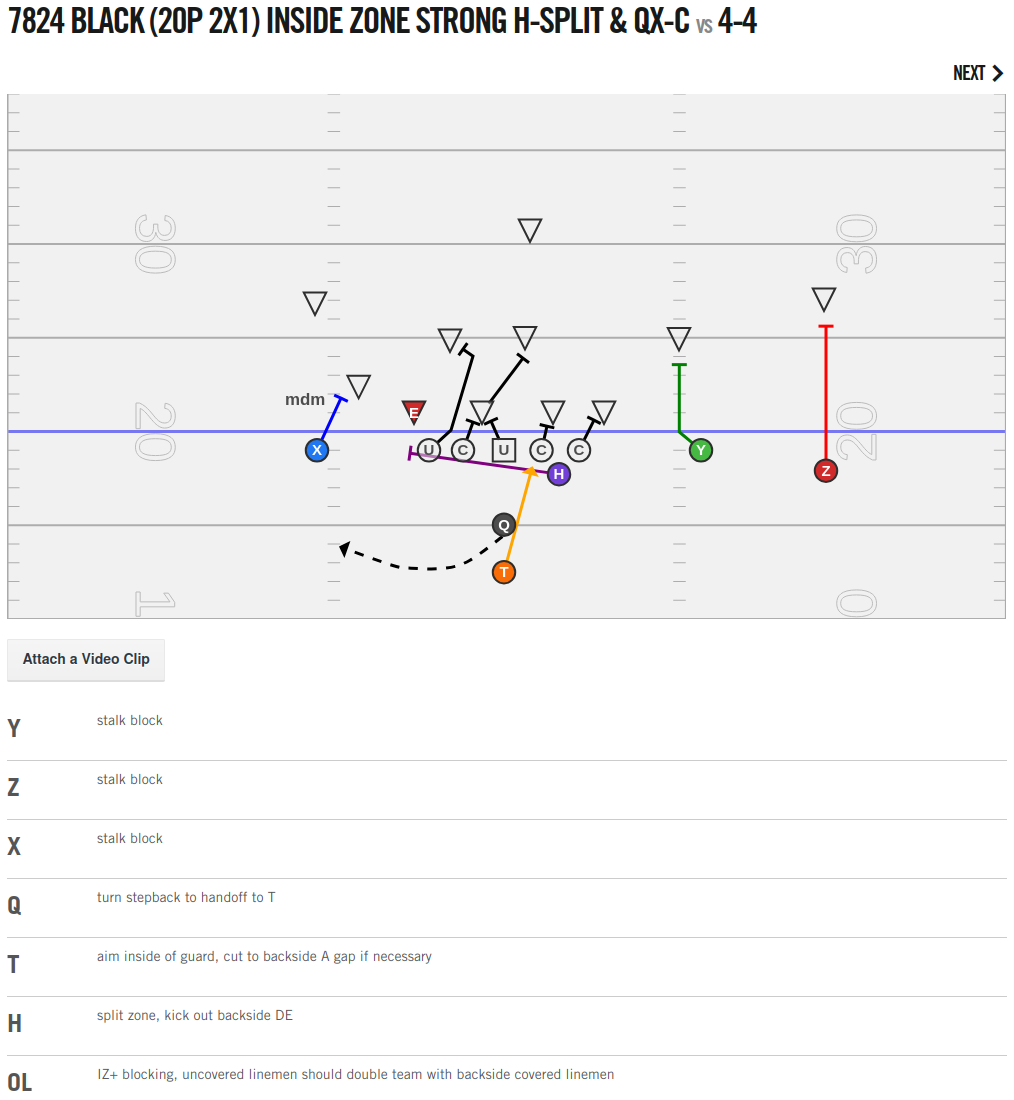 7824 BLACK (20P 2X1) INSIDE ZONE STRONG H-SPLIT & QX-C vs 4-4
NEXT
30
30
mdm
E
20
20
X
U
C
U
C
C
Y
H
Z
Q
T
1
0
Attach a Video Clip
Y stalk block
Z stalk block
X stalk block
Q turn stepback to handoff to T
T aim inside of guard, cut to backside A gap if necessary
H split zone, kick out backside DE
OL IZ+ blocking, uncovered linemen should double team with backside covered linemen